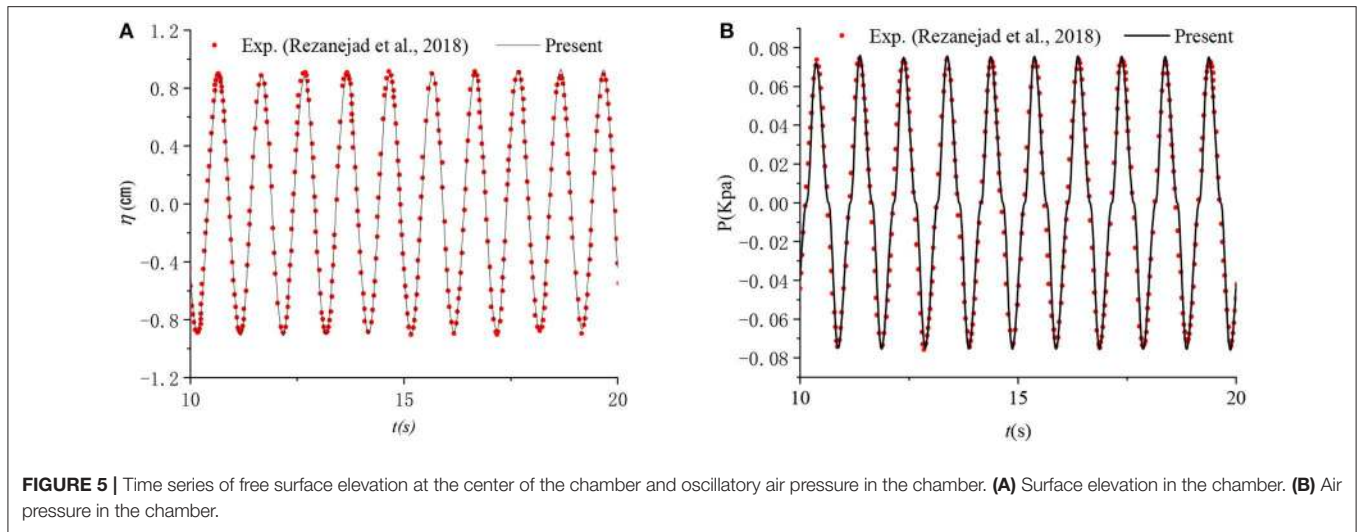 A
1.2
Exp. (Rezanejad et al., 2018)
Present
0.8
0.4
0.0
-0.4
-0.8
-1.2
η (cm)
10
15
20
t(s)
B
Exp. (Rezanejad et al., 2018)
Present
0.08
0.06
0.04
0.02
0.00
-0.02
-0.04
-0.06
-0.08
P(Kpa)
10
15
20
t(s)
FIGURE 5 | Time series of free surface elevation at the center of the chamber and oscillatory air pressure in the chamber. (A) Surface elevation in the chamber. (B) Air
pressure in the chamber.